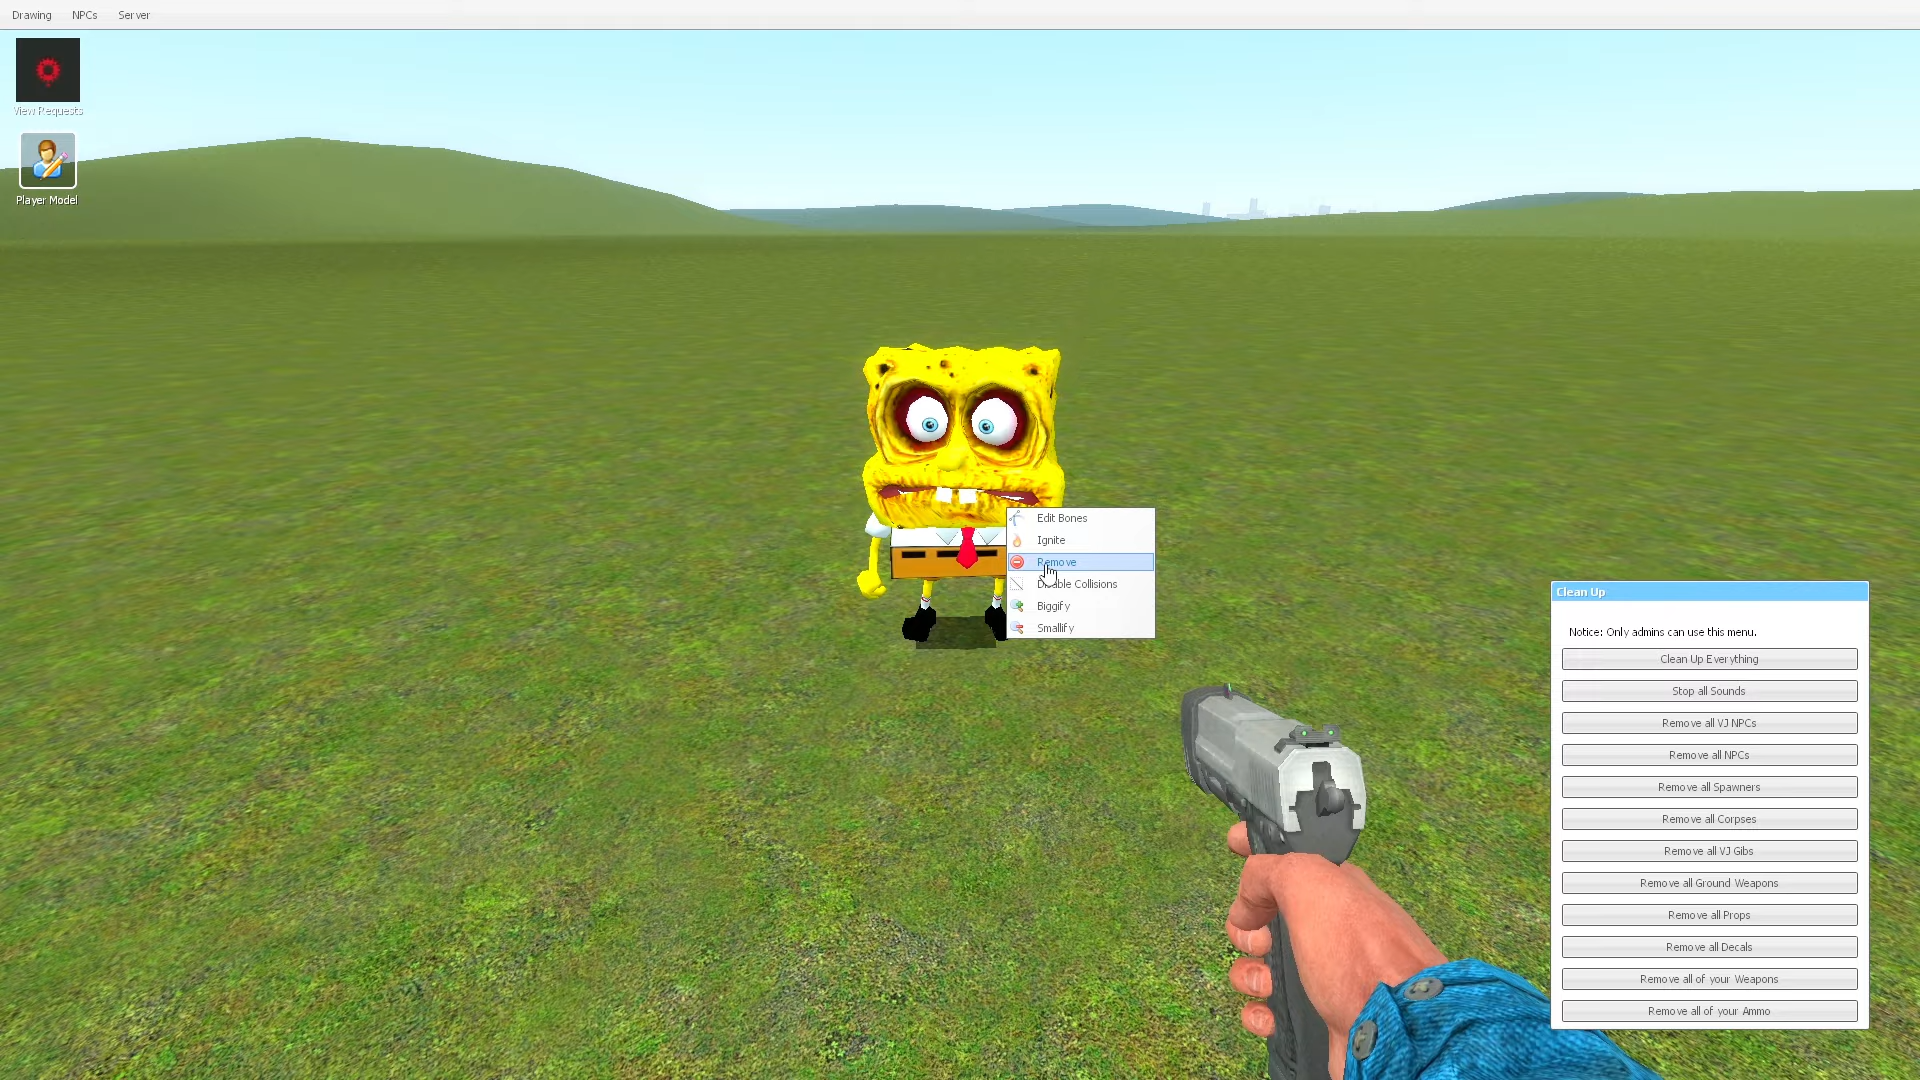 Drawing NPCs Server
View Requests
Player Model
Edit Bones
Ignite
Remove
Disable Collisions
Biggify
Smallify
Clean Up
Notice: Only admins can use this menu.
Clean Up Everything
Stop all Sounds
Remove all VJ NPCs
Remove all NPCs
Remove all Spawners
Remove all Corpses
Remove all VJ Gibs
Remove all Ground Weapons
Remove all Props
Remove all Decals
Remove all of your Weapons
Remove all of your Ammo